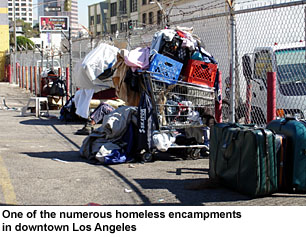 One of the numerous homeless encampments
in downtown Los Angeles